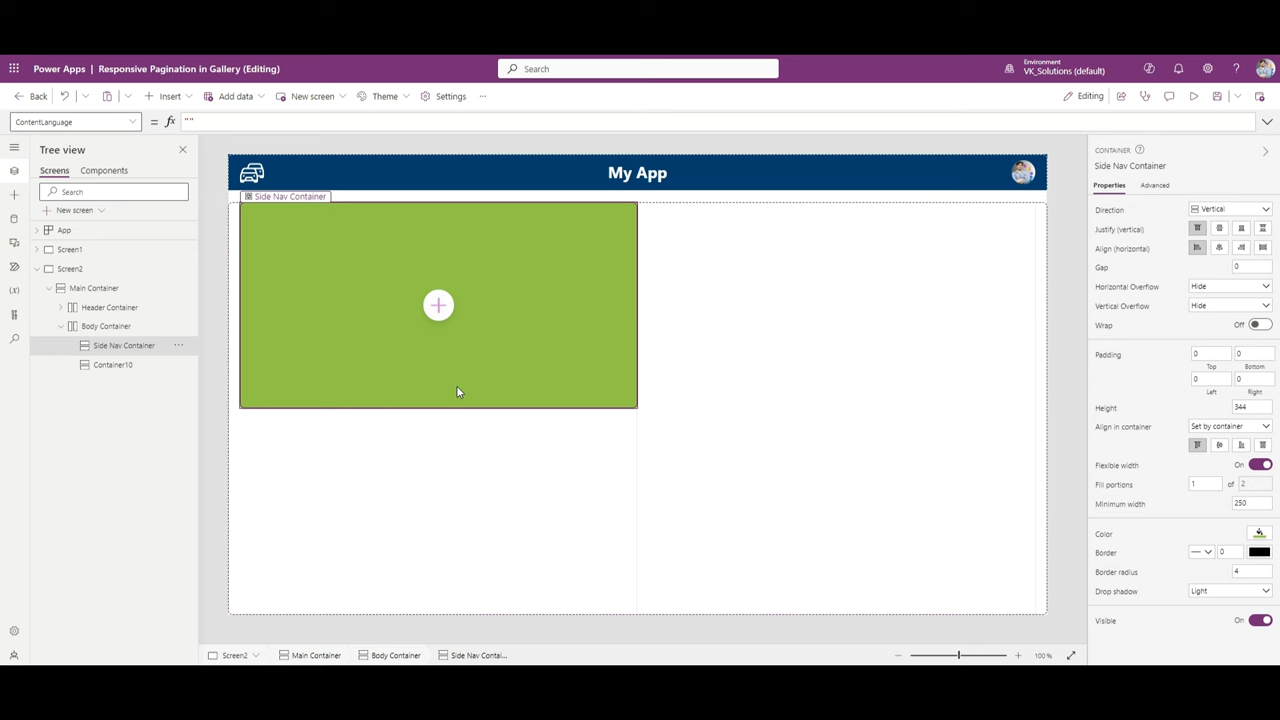 Power Apps | Responsive Pagination in Gallery (Editing)
Search
Environment
VK_Solutions (default)
Back
Insert
Add data
New screen
Theme
Settings
Editing
ContentLanguage
= fx ""
Tree view
Screens
Components
Search
New screen
App
Screen1
Screen2
Main Container
Header Container
Body Container
Side Nav Container
Container10
My App
Side Nav Container
CONTAINER
Side Nav Container
Properties
Advanced
Direction
Vertical
Justify (vertical)
Align (horizontal)
Gap
0
Horizontal Overflow
Hide
Vertical Overflow
Hide
Wrap
Off
Padding
0
0
Top
Bottom
0
0
Left
Right
Height
344
Align in container
Set by container
Flexible width
On
Fill portions
1 of 2
Minimum width
250
Color
Border
0
Border radius
4
Drop shadow
Light
Visible
On
Screen2
Main Container
Body Container
Side Nav Contai...
100 %